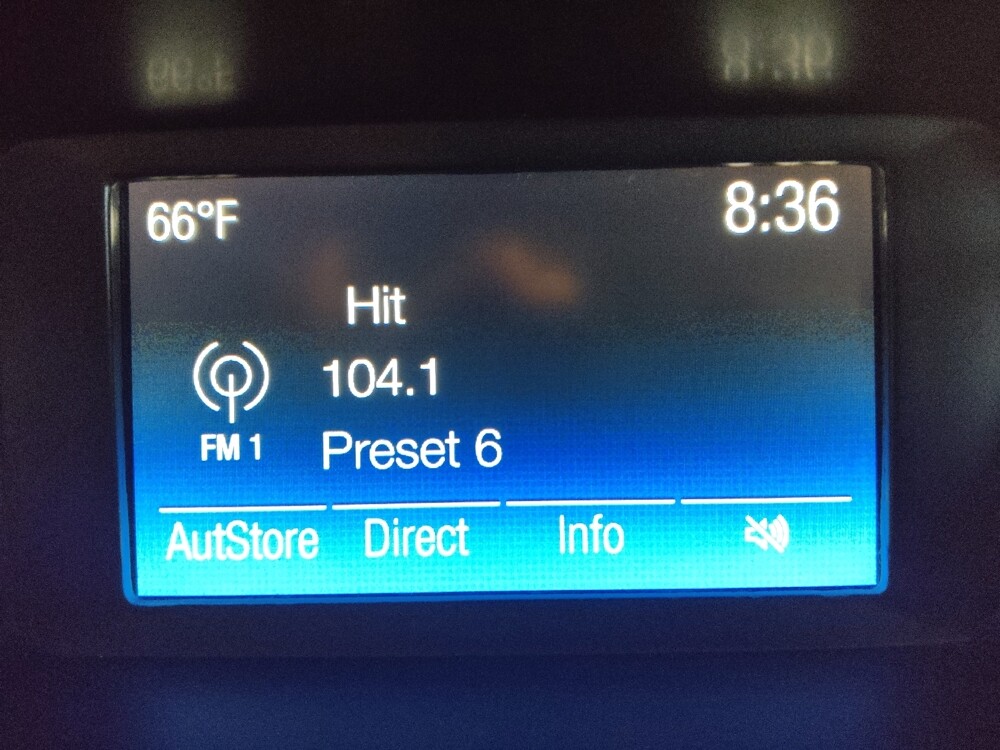 66°F 8:36
Hit
104.1
FM 1 Preset 6
AutStore Direct Info